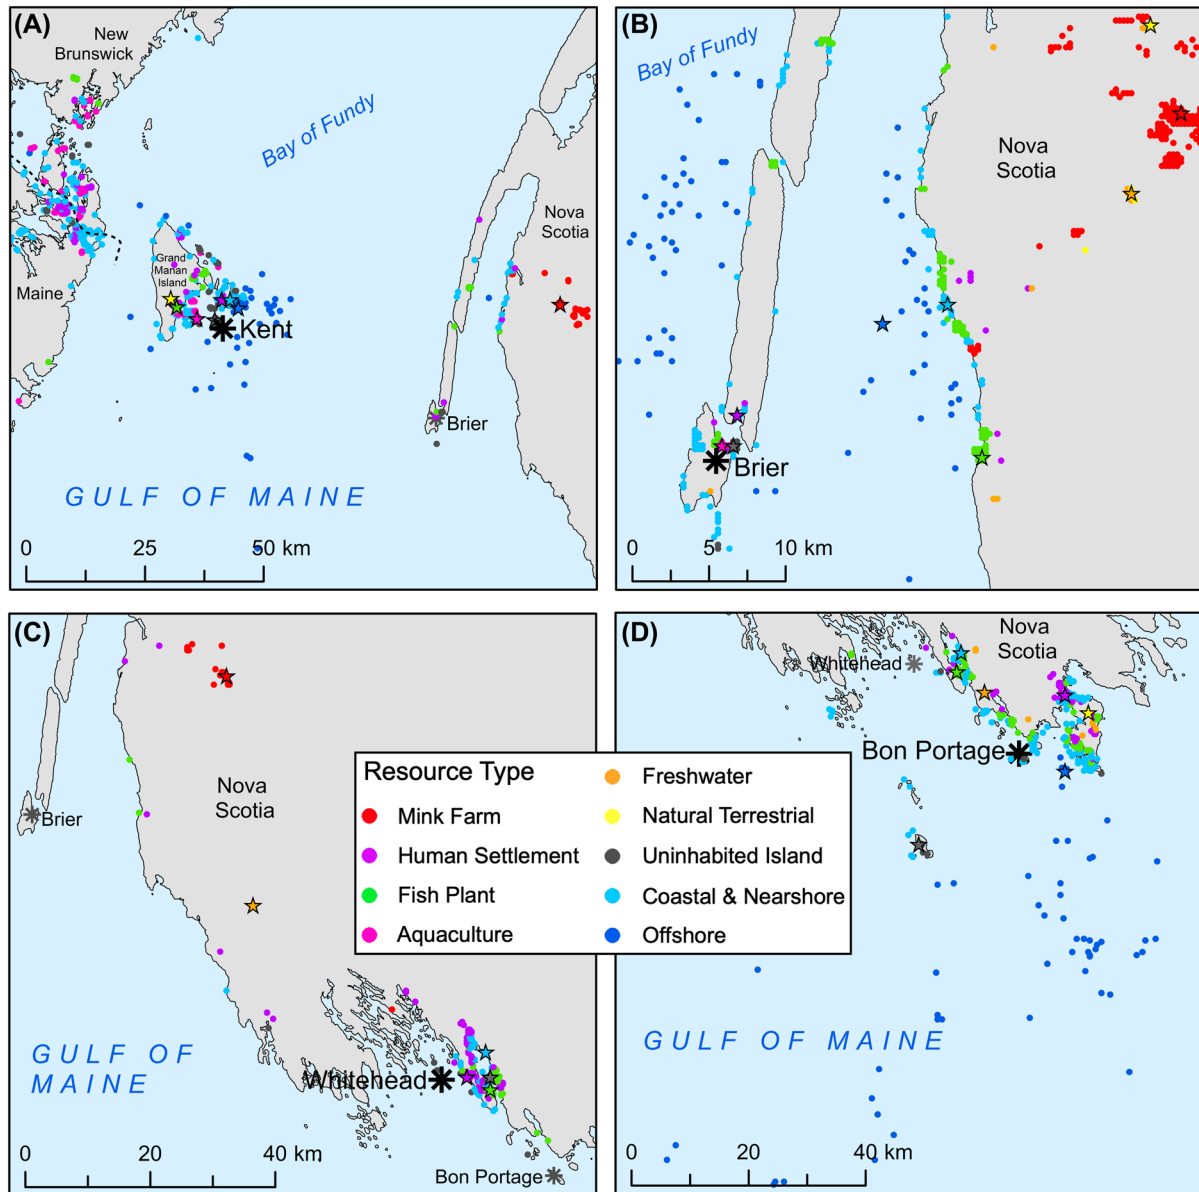 (A)
New
Brunswick
Bay of Fundy
Nova
Scotia
Grand
Manan
Island
Maine
Kent
Brier
GULF OF MAINE
0 25 50 km
(B)
Bay of Fundy
Nova
Scotia
Brier
0 5 10 km
(C)
Nova
Scotia
Brier
GULF OF
MAINE
Whitehead
Bon Portage
0 20 40 km
(D)
Nova
Scotia
Whitehead
Bon Portage
GULF OF MAINE
0 20 40 km
Resource Type
Mink Farm
Human Settlement
Fish Plant
Aquaculture
Freshwater
Natural Terrestrial
Uninhabited Island
Coastal & Nearshore
Offshore